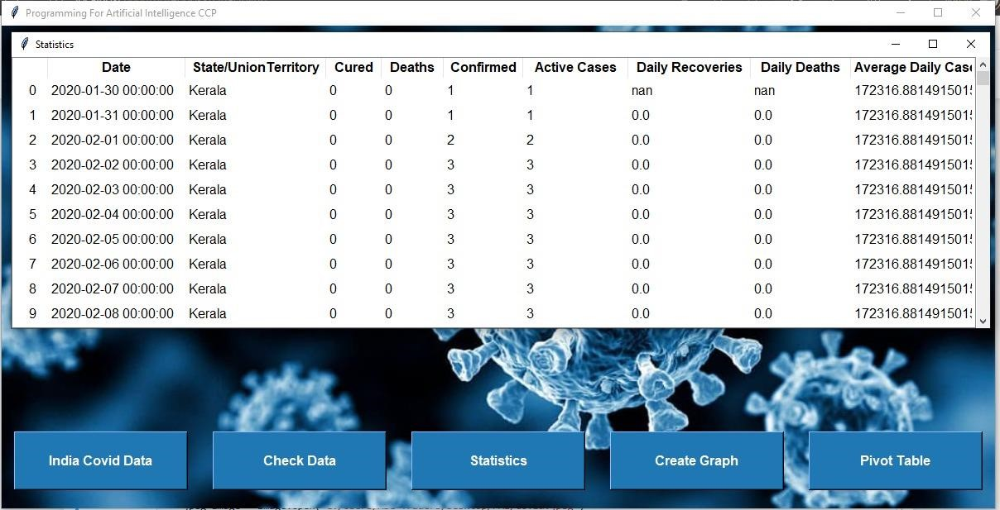 Programming For Artificial Intelligence CCP
Statistics
Date State/UnionTerritory Cured Deaths Confirmed Active Cases Daily Recoveries Daily Deaths Average Daily Case
0 2020-01-30 00:00:00 Kerala 0 0 1 1 nan nan 172316.8814915015
1 2020-01-31 00:00:00 Kerala 0 0 1 1 0.0 0.0 172316.8814915015
2 2020-02-01 00:00:00 Kerala 0 0 2 2 0.0 0.0 172316.8814915015
3 2020-02-02 00:00:00 Kerala 0 0 3 3 0.0 0.0 172316.8814915015
4 2020-02-03 00:00:00 Kerala 0 0 3 3 0.0 0.0 172316.8814915015
5 2020-02-04 00:00:00 Kerala 0 0 3 3 0.0 0.0 172316.8814915015
6 2020-02-05 00:00:00 Kerala 0 0 3 3 0.0 0.0 172316.8814915015
7 2020-02-06 00:00:00 Kerala 0 0 3 3 0.0 0.0 172316.8814915015
8 2020-02-07 00:00:00 Kerala 0 0 3 3 0.0 0.0 172316.8814915015
9 2020-02-08 00:00:00 Kerala 0 0 3 3 0.0 0.0 172316.8814915015
India Covid Data Check Data Statistics Create Graph Pivot Table